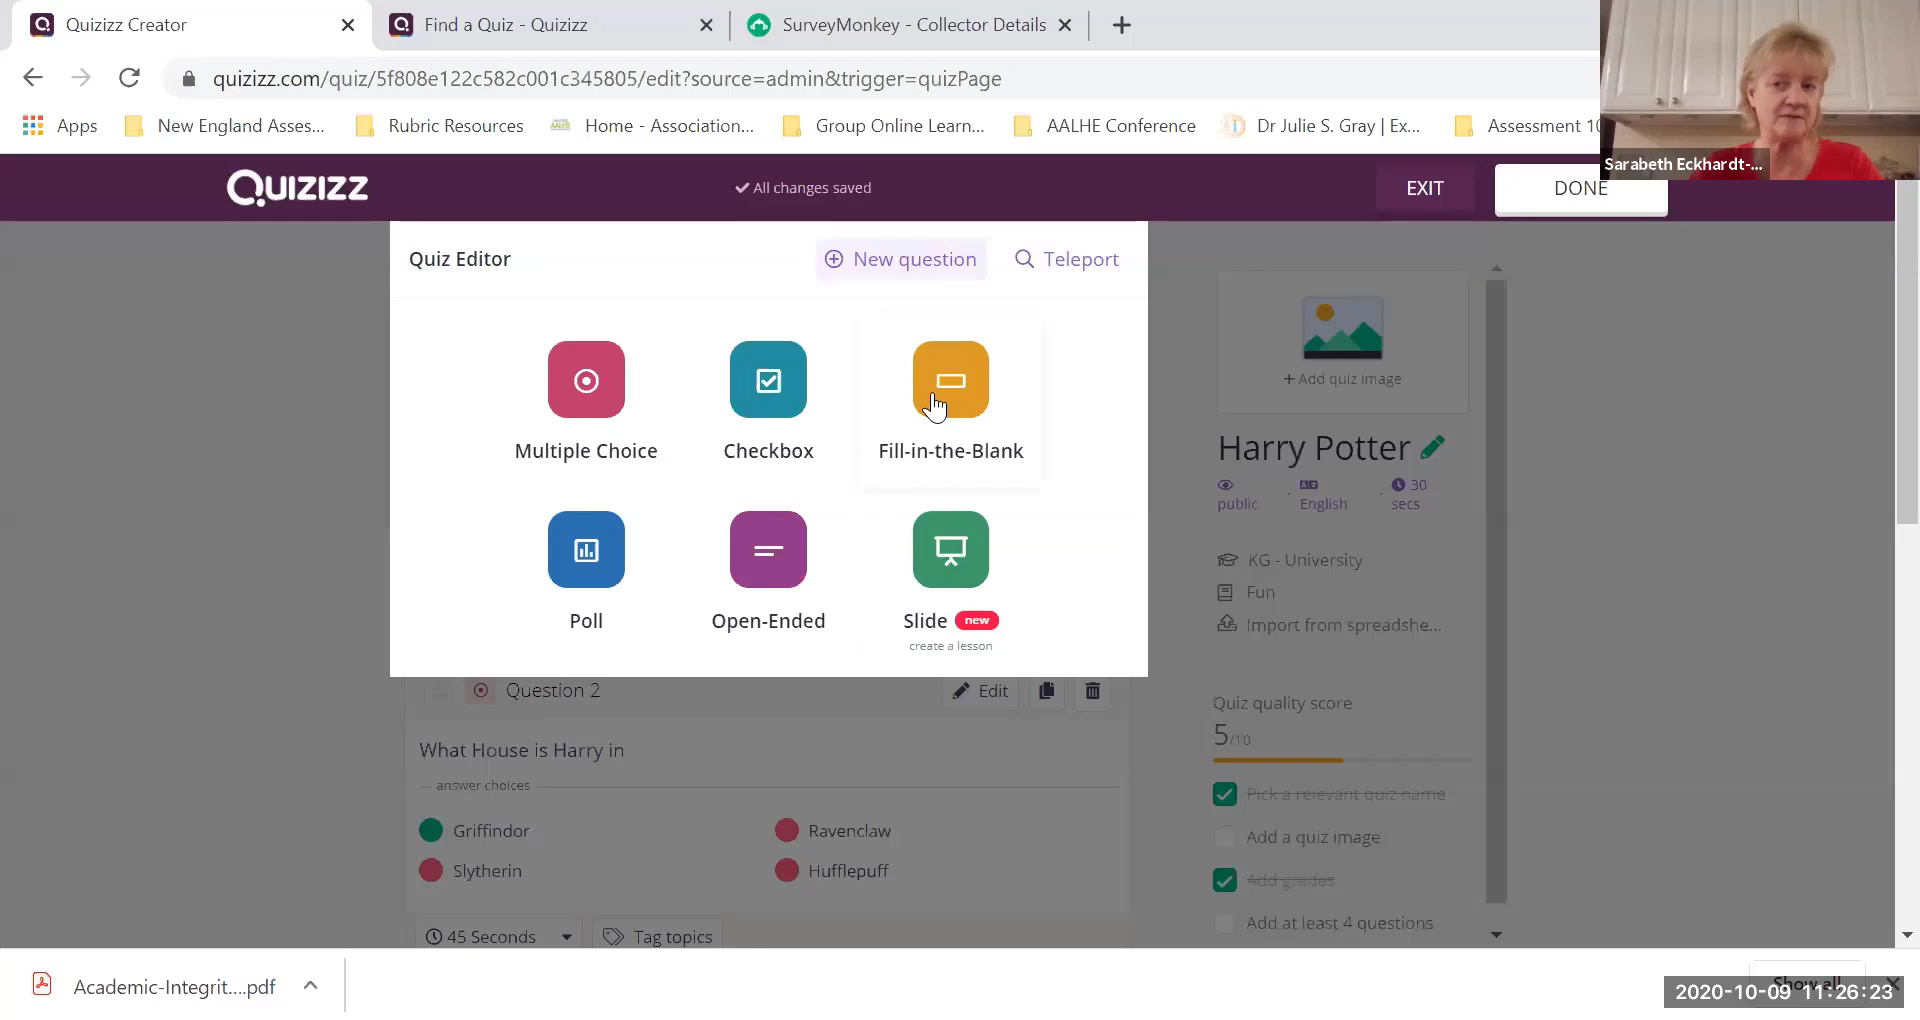 Quizizz Creator
Find a Quiz - Quizizz
SurveyMonkey - Collector Details
quizizz.com/quiz/5f808e122c582c001c345805/edit?source=admin&trigger=quizPage
Apps
New England Asses...
Rubric Resources
Home - Association...
Group Online Learn...
AALHE Conference
Dr Julie S. Gray | Ex...
Assessment 10
Sarabeth Eckhardt-...
Quizizz
All changes saved
EXIT
DONE
Quiz Editor
New question
Teleport
Multiple Choice
Checkbox
Fill-in-the-Blank
Poll
Open-Ended
Slide new
create a lesson
+ Add quiz image
Harry Potter
public
English
30 secs
KG - University
Fun
Import from spreadshe...
Quiz quality score
5/10
Pick a relevant quiz name
Add a quiz image
Add grades
Add at least 4 questions
Question 2
Edit
What House is Harry in
answer choices
Griffindor
Ravenclaw
Slytherin
Hufflepuff
45 Seconds
Tag topics
Academic-Integrit....pdf
Show all
2020-10-09 11:26:23